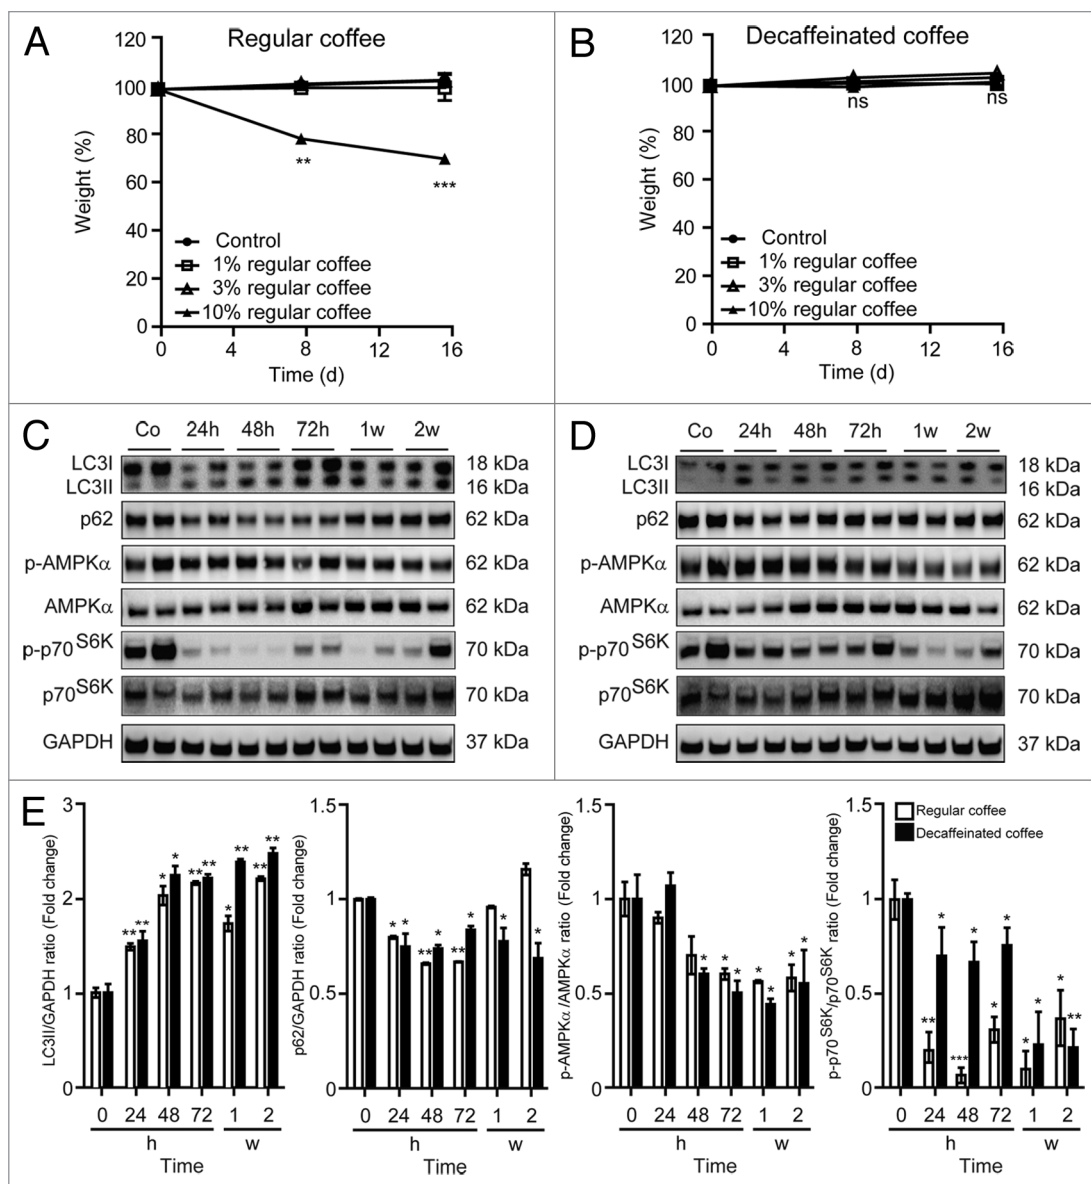 A
Regular coffee
120
100
80
60
40
20
0
Weight (%)
**
***
Control
1% regular coffee
3% regular coffee
10% regular coffee
0 4 8 12 16
Time (d)
B
Decaffeinated coffee
120
100
80
60
40
20
0
Weight (%)
ns
ns
Control
1% regular coffee
3% regular coffee
10% regular coffee
0 4 8 12 16
Time (d)
C
Co 24h 48h 72h 1w 2w
LC3I 18 kDa
LC3II 16 kDa
p62 62 kDa
p-AMPKα 62 kDa
AMPKα 62 kDa
p-p70S6K 70 kDa
p70S6K 70 kDa
GAPDH 37 kDa
D
Co 24h 48h 72h 1w 2w
LC3I 18 kDa
LC3II 16 kDa
p62 62 kDa
p-AMPKα 62 kDa
AMPKα 62 kDa
p-p70S6K 70 kDa
p70S6K 70 kDa
GAPDH 37 kDa
E
LC3II/GAPDH ratio (Fold change)
3
2
1
0
** ** * * ** ** * ** ** **
0 24 48 72 1 2
h w
Time
p62/GAPDH ratio (Fold change)
1.5
1
0.5
0
* * ** * ** * * *
0 24 48 72 1 2
h w
Time
p-AMPKα/AMPKα ratio (Fold change)
1.5
1
0.5
0
* * * * * * *
0 24 48 72 1 2
h w
Time
p-p70S6K/p70S6K ratio (Fold change)
1.5
1
0.5
0
Regular coffee
Decaffeinated coffee
** * *** * * * * * * **
0 24 48 72 1 2
h w
Time